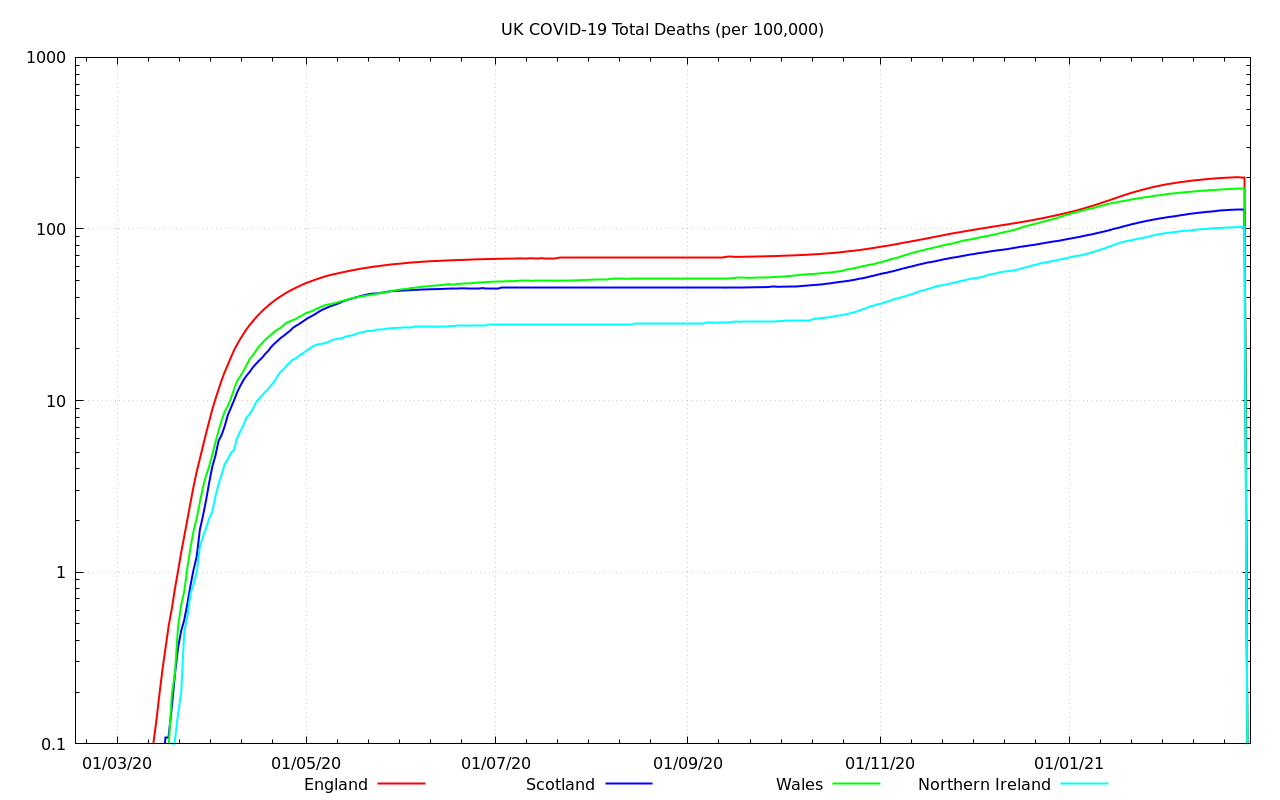 UK COVID-19 Total Deaths (per 100,000)
1000
100
10
1
0.1
01/03/20 01/05/20 01/07/20 01/09/20 01/11/20 01/01/21
England Scotland Wales Northern Ireland